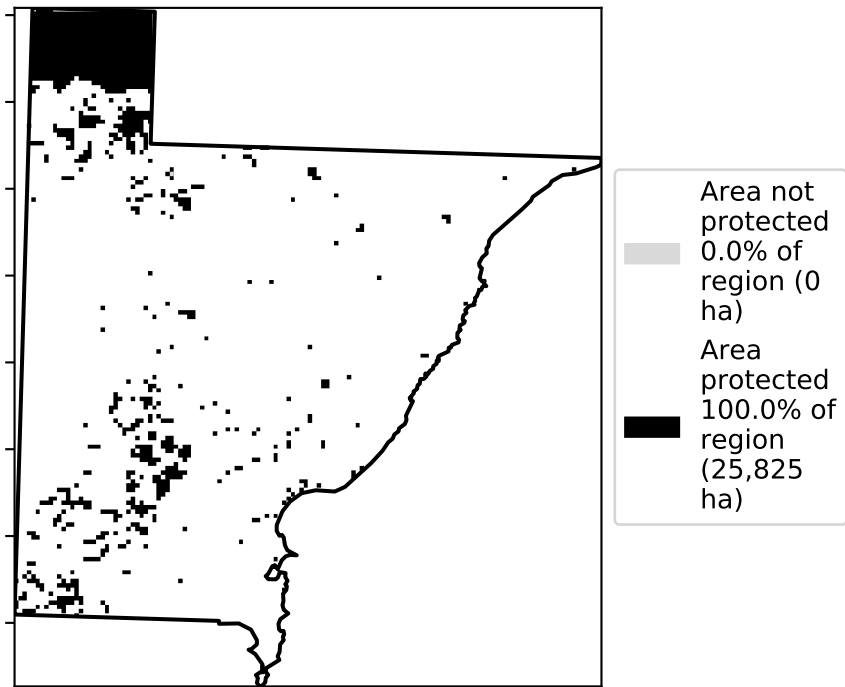 Area not
protected
0.0% of
region (0
ha)
Area
protected
100.0% of
region
(25,825
ha)